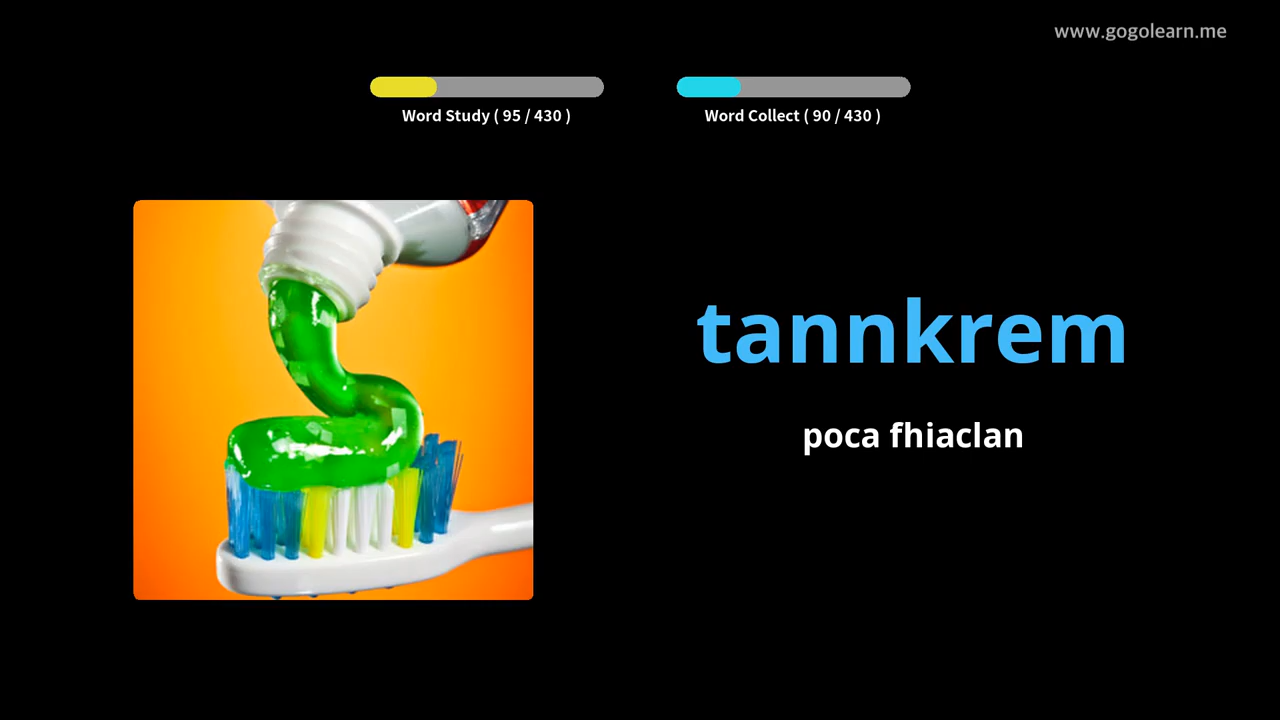 www.gogolearn.me
Word Study ( 95 / 430 )
Word Collect ( 90 / 430 )
tannkrem
poca fhiaclan